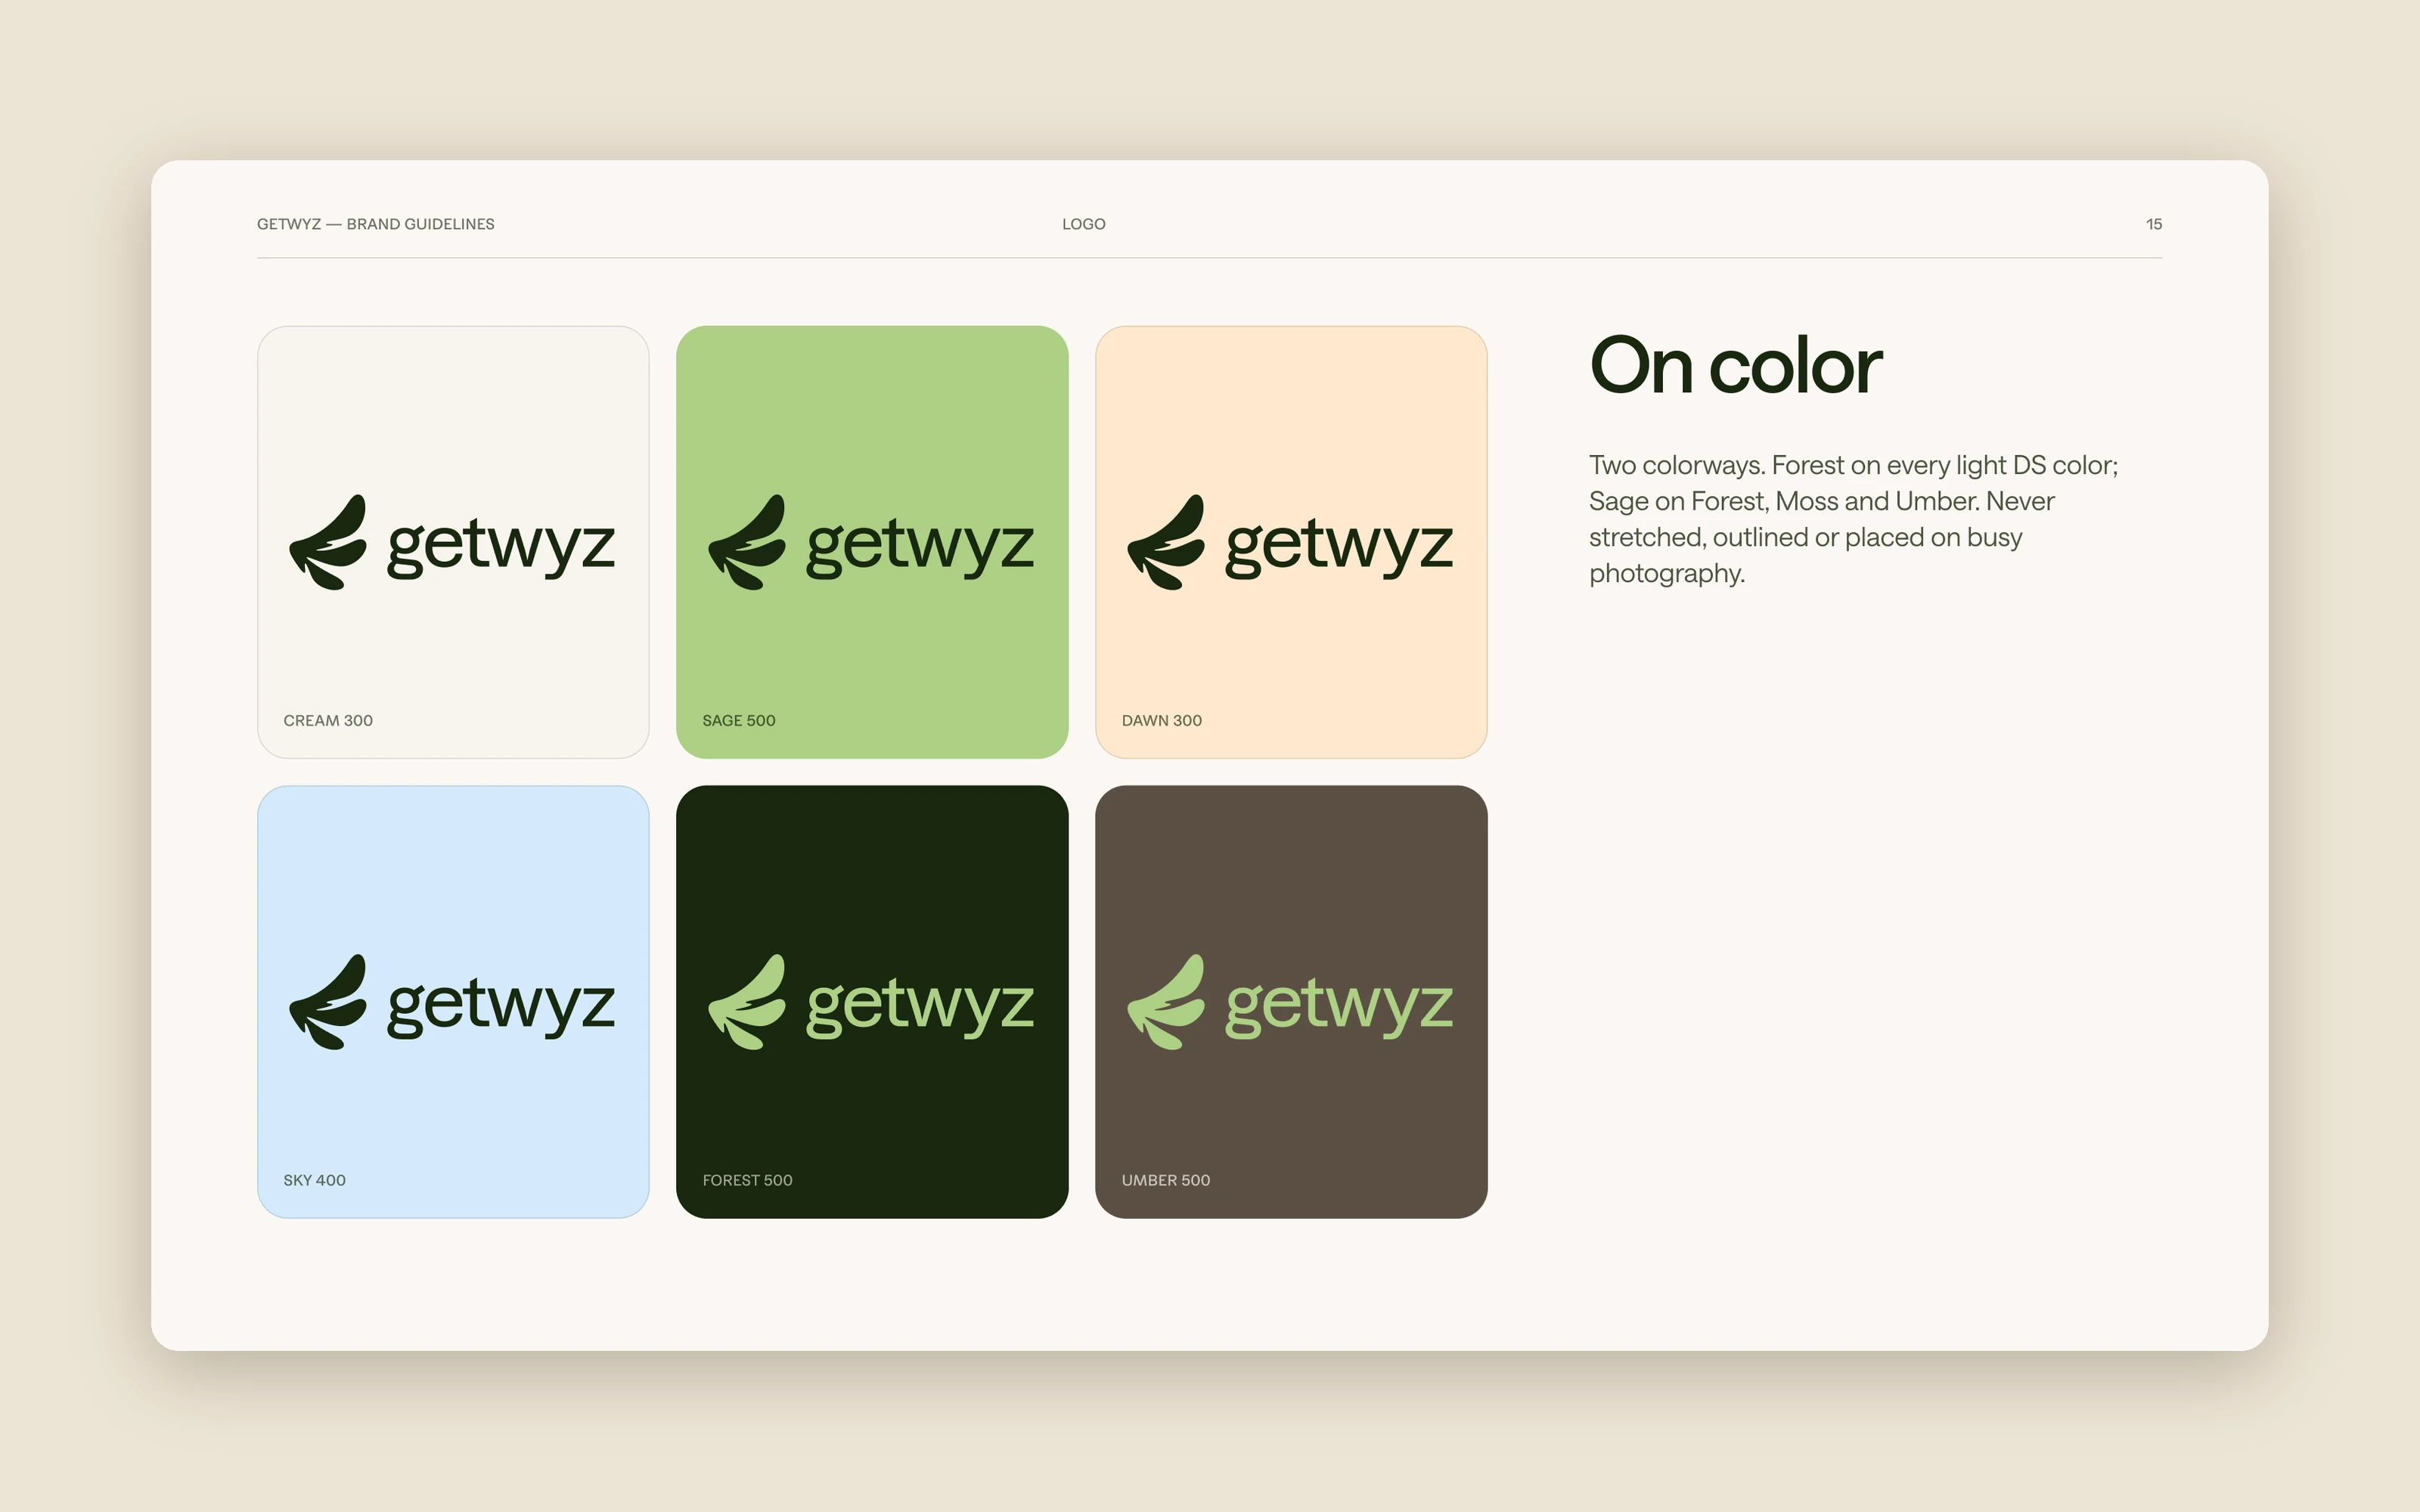 GETWYZ — BRAND GUIDELINES
LOGO
15
getwyz
CREAM 300
getwyz
SAGE 500
getwyz
DAWN 300
getwyz
SKY 400
getwyz
FOREST 500
getwyz
UMBER 500
On color
Two colorways. Forest on every light DS color;
Sage on Forest, Moss and Umber. Never
stretched, outlined or placed on busy
photography.